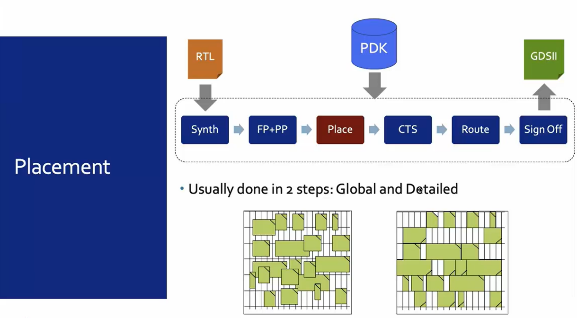 RTL
PDK
GDSII
Synth
FP+PP
Place
CTS
Route
Sign Off
Placement
• Usually done in 2 steps: Global and Detailed